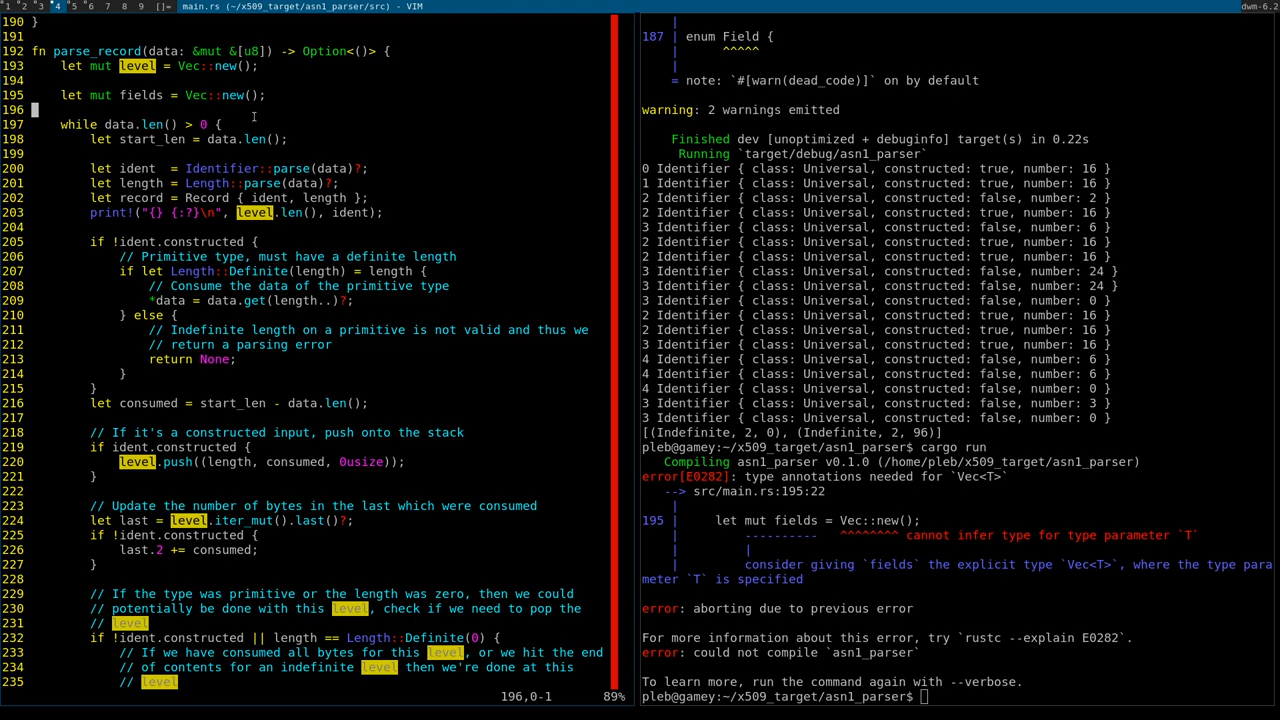 1 2 3 4 5 6 7 8 9 []= main.rs (~/x509_target/asn1_parser/src) - VIM dwm-6.2
190 }
191
192 fn parse_record(data: &mut &[u8]) -> Option<()> {
193     let mut level = Vec::new();
194
195     let mut fields = Vec::new();
196
197     while data.len() > 0 {
198         let start_len = data.len();
199
200         let ident  = Identifier::parse(data)?;
201         let length = Length::parse(data)?;
202         let record = Record { ident, length };
203         print!("{} {:?}\n", level.len(), ident);
204
205         if !ident.constructed {
206             // Primitive type, must have a definite length
207             if let Length::Definite(length) = length {
208                 // Consume the data of the primitive type
209                 *data = data.get(length..)?;
210             } else {
211                 // Indefinite length on a primitive is not valid and thus we
212                 // return a parsing error
213                 return None;
214             }
215         }
216         let consumed = start_len - data.len();
217
218         // If it's a constructed input, push onto the stack
219         if ident.constructed {
220             level.push((length, consumed, 0usize));
221         }
222
223         // Update the number of bytes in the last which were consumed
224         let last = level.iter_mut().last()?;
225         if !ident.constructed {
226             last.2 += consumed;
227         }
228
229         // If the type was primitive or the length was zero, then we could
230         // potentially be done with this level, check if we need to pop the
231         // level
232         if !ident.constructed || length == Length::Definite(0) {
233             // If we have consumed all bytes for this level, or we hit the end
234             // of contents for an indefinite level then we're done at this
235             // level
196,0-1 89%
    |
187 | enum Field {
    |      ^^^^^
    |
    = note: `#[warn(dead_code)]` on by default
warning: 2 warnings emitted
    Finished dev [unoptimized + debuginfo] target(s) in 0.22s
     Running `target/debug/asn1_parser`
0 Identifier { class: Universal, constructed: true, number: 16 }
1 Identifier { class: Universal, constructed: true, number: 16 }
2 Identifier { class: Universal, constructed: false, number: 2 }
2 Identifier { class: Universal, constructed: true, number: 16 }
3 Identifier { class: Universal, constructed: false, number: 6 }
2 Identifier { class: Universal, constructed: true, number: 16 }
2 Identifier { class: Universal, constructed: true, number: 16 }
3 Identifier { class: Universal, constructed: false, number: 24 }
3 Identifier { class: Universal, constructed: false, number: 24 }
3 Identifier { class: Universal, constructed: false, number: 0 }
2 Identifier { class: Universal, constructed: true, number: 16 }
2 Identifier { class: Universal, constructed: true, number: 16 }
3 Identifier { class: Universal, constructed: true, number: 16 }
4 Identifier { class: Universal, constructed: false, number: 6 }
4 Identifier { class: Universal, constructed: false, number: 6 }
4 Identifier { class: Universal, constructed: false, number: 0 }
3 Identifier { class: Universal, constructed: false, number: 3 }
3 Identifier { class: Universal, constructed: false, number: 0 }
[(Indefinite, 2, 0), (Indefinite, 2, 96)]
pleb@gamey:~/x509_target/asn1_parser$ cargo run
   Compiling asn1_parser v0.1.0 (/home/pleb/x509_target/asn1_parser)
error[E0282]: type annotations needed for `Vec<T>`
   --> src/main.rs:195:22
    |
195 |     let mut fields = Vec::new();
    |         ----------   ^^^^^^^^ cannot infer type for type parameter `T`
    |         |
    |         consider giving `fields` the explicit type `Vec<T>`, where the type para
meter `T` is specified
error: aborting due to previous error
For more information about this error, try `rustc --explain E0282`.
error: could not compile `asn1_parser`
To learn more, run the command again with --verbose.
pleb@gamey:~/x509_target/asn1_parser$